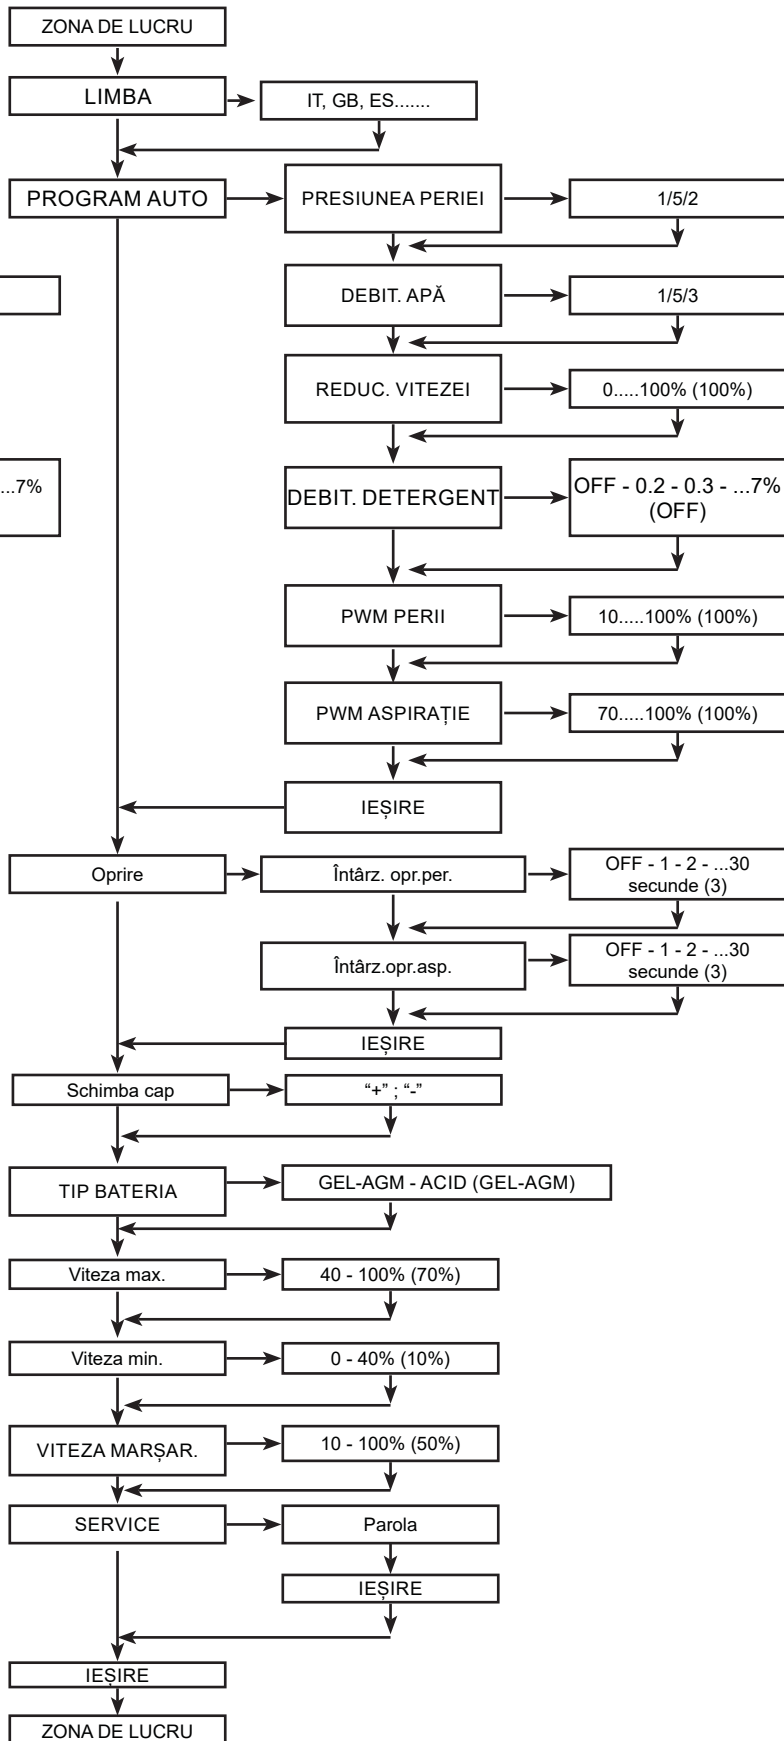 ZONA DE LUCRU
LIMBA
IT, GB, ES.......
PROGRAM AUTO
PRESIUNEA PERIEI
1/5/2
DEBIT. APĂ
1/5/3
REDUC. VITEZEI
0.....100% (100%)
...7%
DEBIT. DETERGENT
OFF - 0.2 - 0.3 - ...7%
(OFF)
PWM PERII
10.....100% (100%)
PWM ASPIRAȚIE
70.....100% (100%)
IEȘIRE
Oprire
Întârz. opr.per.
OFF - 1 - 2 - ...30
secunde (3)
Întârz.opr.asp.
OFF - 1 - 2 - ...30
secunde (3)
IEȘIRE
Schimba cap
“+” ; “-”
TIP BATERIA
GEL-AGM - ACID (GEL-AGM)
Viteza max.
40 - 100% (70%)
Viteza min.
0 - 40% (10%)
VITEZA MARȘAR.
10 - 100% (50%)
SERVICE
Parola
IEȘIRE
IEȘIRE
ZONA DE LUCRU